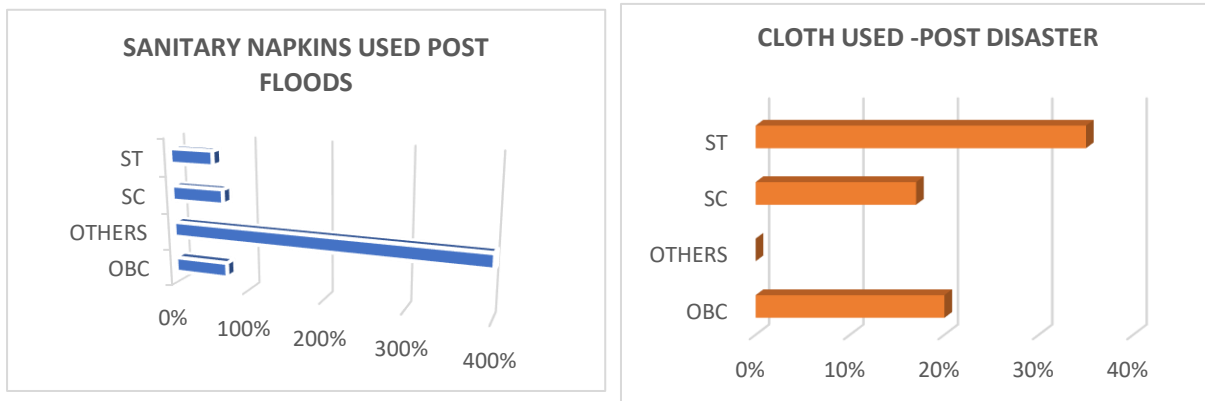 SANITARY NAPKINS USED POST
FLOODS
ST
SC
OTHERS
OBC
0%
100%
200%
300%
400%
CLOTH USED -POST DISASTER
ST
SC
OTHERS
OBC
0%
10%
20%
30%
40%